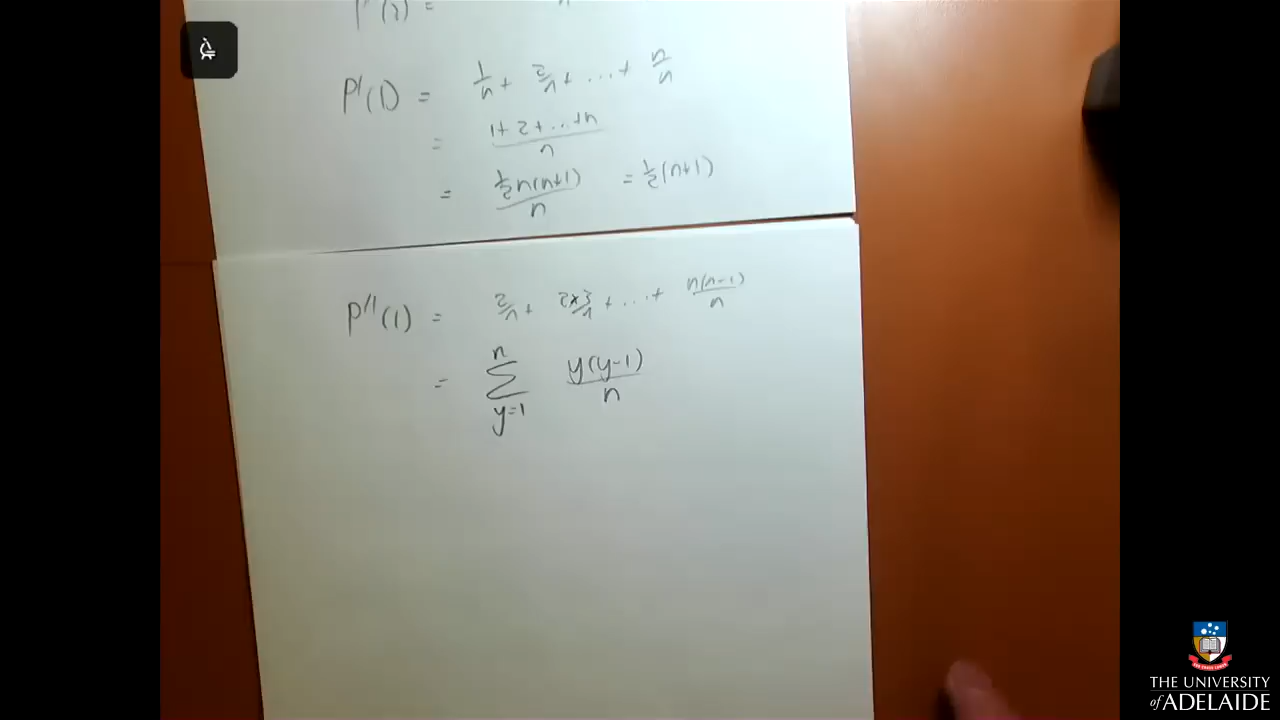 P''(z) =
P'(1) = 1/n + 2/n + ... + n/n
= (1+2+...+n)/n
= ½n(n+1)/n = ½(n+1)
P''(1) = 2/n + 2×3/n + ... + n(n-1)/n
= ∑_{y=1}^{n} y(y-1)/n
THE UNIVERSITY
of ADELAIDE